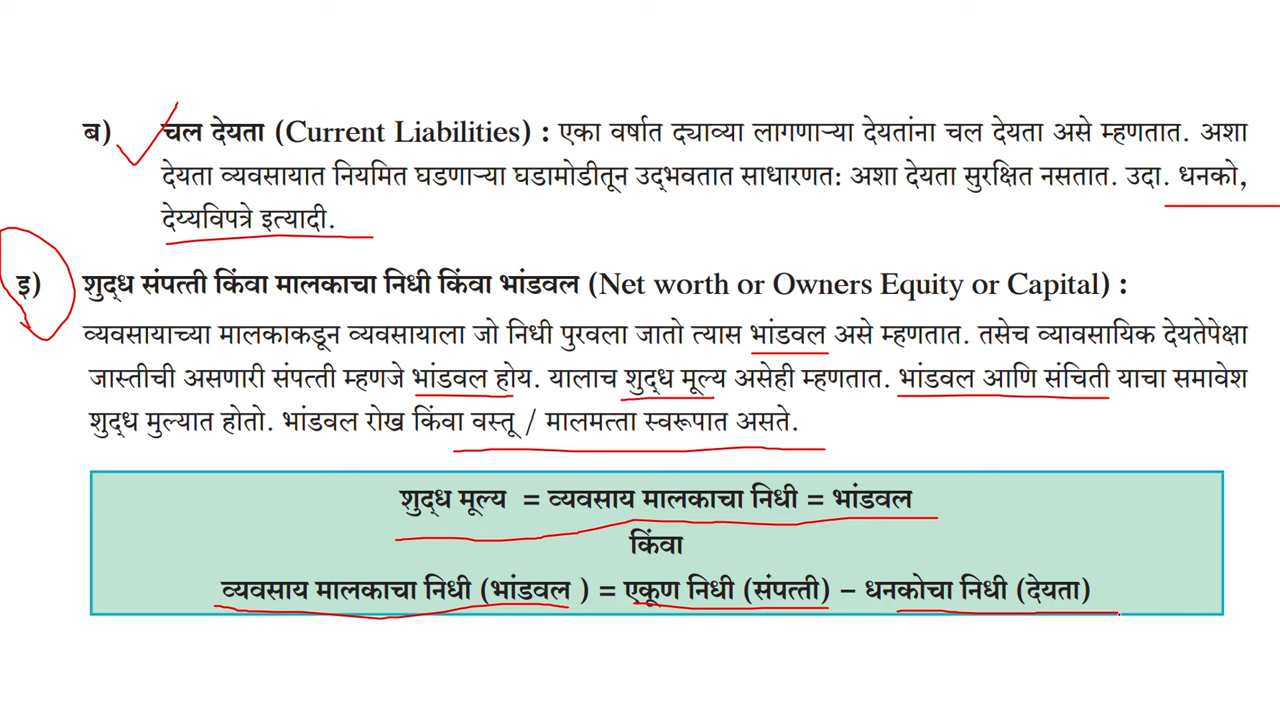 ब) चल देयता (Current Liabilities) : एका वर्षात द्याव्या लागणाऱ्या देयतांना चल देयता असे म्हणतात. अशा
देयता व्यवसायात नियमित घडणाऱ्या घडामोडीतून उद्‌भवतात साधारणत: अशा देयता सुरक्षित नसतात. उदा. धनको,
देय्यविपत्रे इत्यादी.
इ) शुद्ध संपत्ती किंवा मालकाचा निधी किंवा भांडवल (Net worth or Owners Equity or Capital) :
व्यवसायाच्या मालकाकडून व्यवसायाला जो निधी पुरवला जातो त्यास भांडवल असे म्हणतात. तसेच व्यावसायिक देयतेपेक्षा
जास्तीची असणारी संपत्ती म्हणजे भांडवल होय. यालाच शुद्ध मूल्य असेही म्हणतात. भांडवल आणि संचिती याचा समावेश
शुद्ध मुल्यात होतो. भांडवल रोख किंवा वस्तू / मालमत्ता स्वरूपात असते.
शुद्ध मूल्य = व्यवसाय मालकाचा निधी = भांडवल
किंवा
व्यवसाय मालकाचा निधी (भांडवल ) = एकूण निधी (संपत्ती) – धनकोचा निधी (देयता)